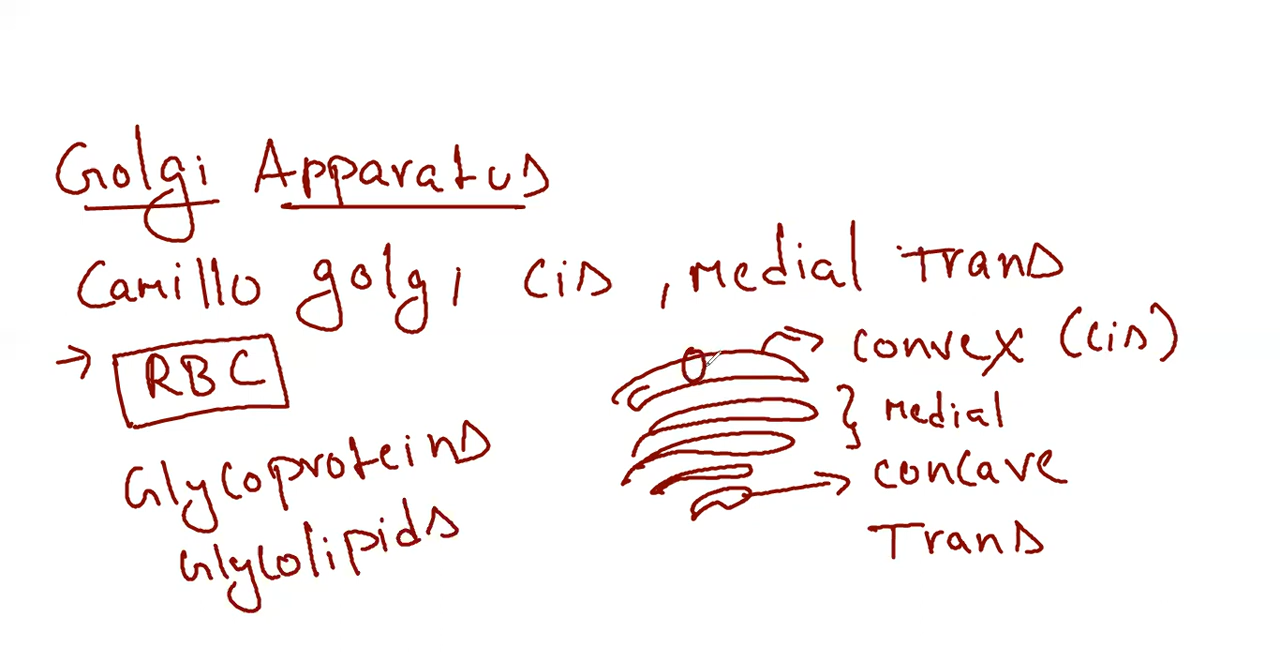 Golgi Apparatus
Camillo golgi cis , Medial Trans
→ RBC
Glycoproteins
Glycolipids
→ convex (cis)
} Medial
→ concave
Trans